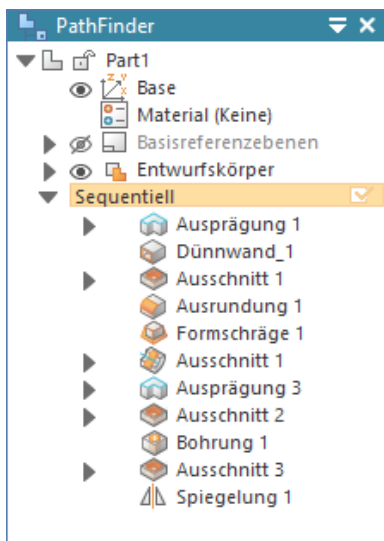 PathFinder
Part1
Base
Material (Keine)
Basisreferenzebenen
Entwurfskörper
Sequentiell
Ausprägung 1
Dünnwand_1
Ausschnitt 1
Ausrundung 1
Formschräge 1
Ausschnitt 1
Ausprägung 3
Ausschnitt 2
Bohrung 1
Ausschnitt 3
Spiegelung 1